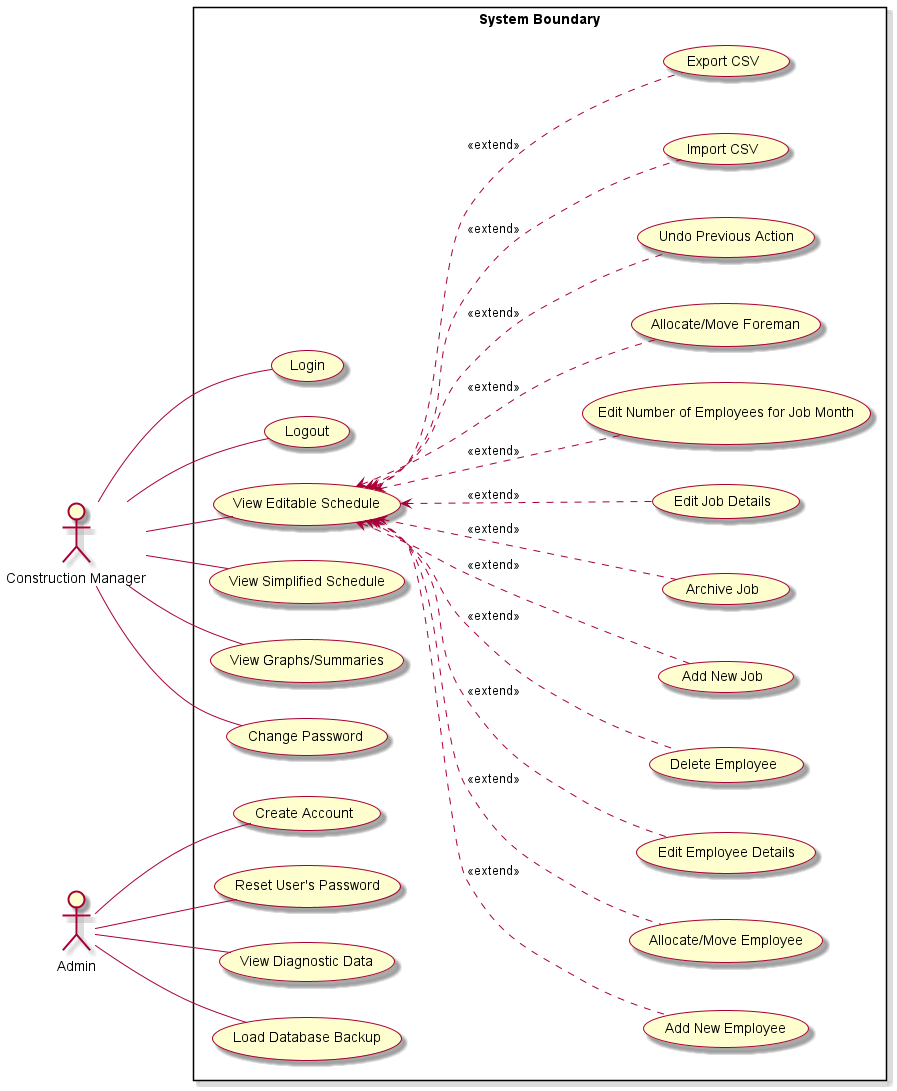 System Boundary
Export CSV
«extend»
Import CSV
«extend»
Undo Previous Action
«extend»
Allocate/Move Foreman
«extend»
Edit Number of Employees for Job Month
«extend»
Edit Job Details
«extend»
Archive Job
«extend»
Add New Job
«extend»
Delete Employee
«extend»
Edit Employee Details
«extend»
Allocate/Move Employee
«extend»
Add New Employee
«extend»
Login
Logout
View Editable Schedule
View Simplified Schedule
View Graphs/Summaries
Change Password
Construction Manager
Create Account
Reset User's Password
View Diagnostic Data
Load Database Backup
Admin